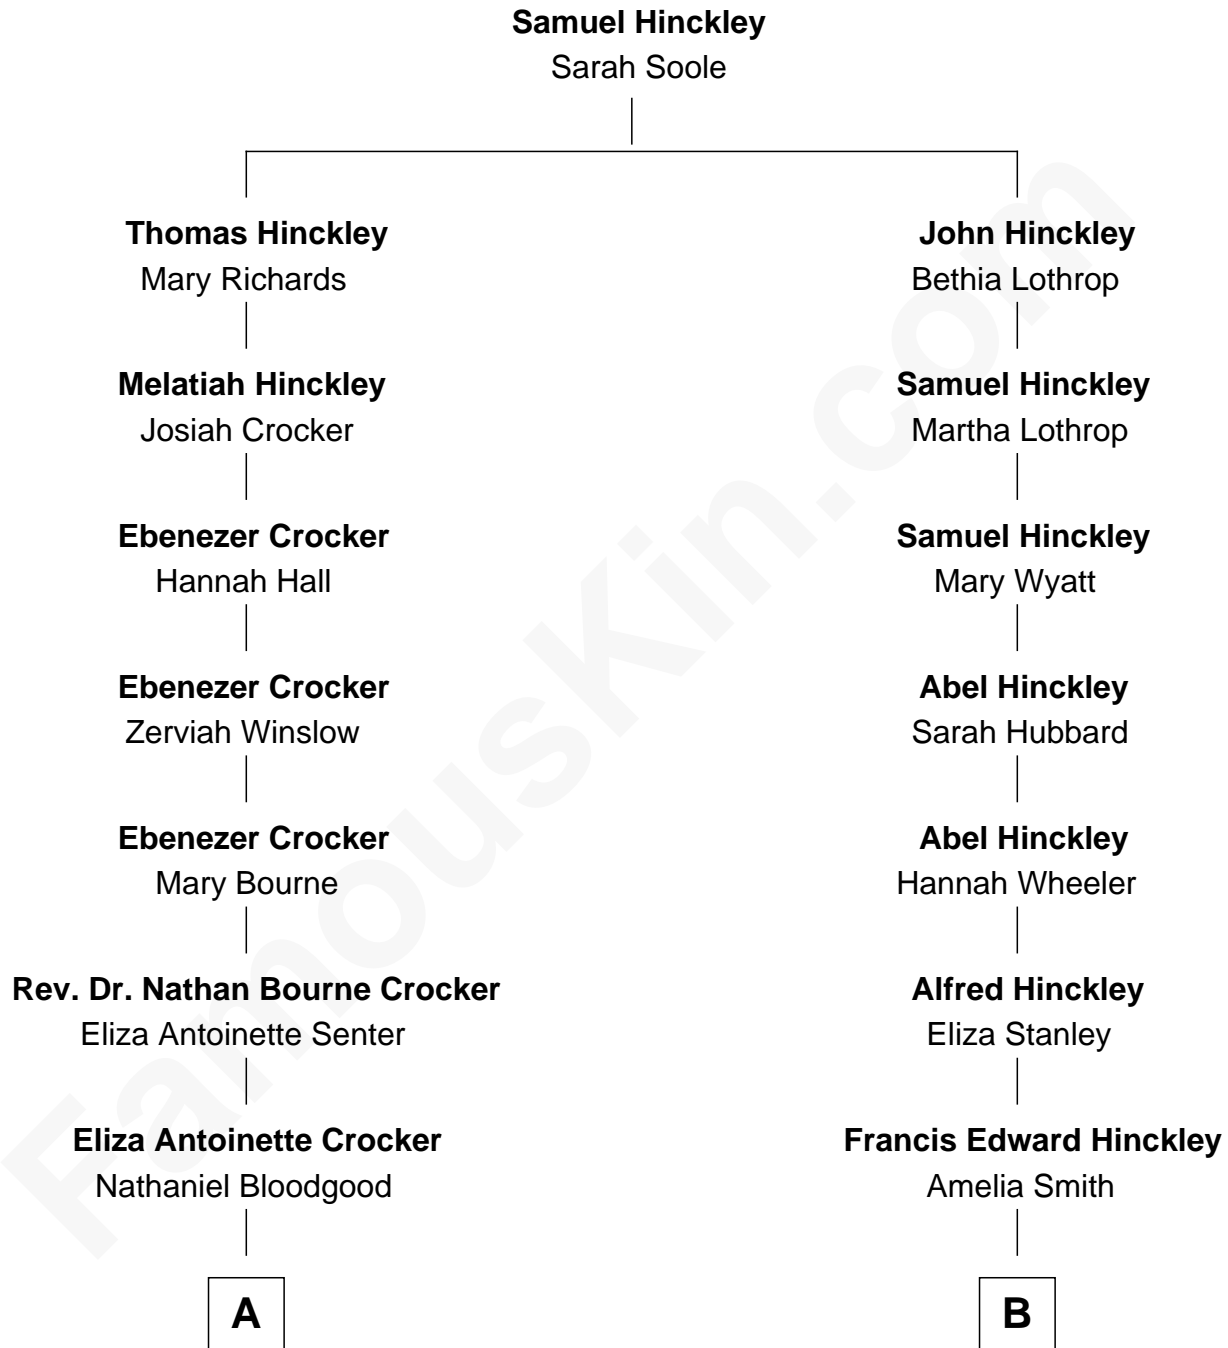 Samuel Hinckley
Sarah Soole
Thomas Hinckley
Mary Richards
John Hinckley
Bethia Lothrop
Melatiah Hinckley
Josiah Crocker
Samuel Hinckley
Martha Lothrop
Ebenezer Crocker
Hannah Hall
Samuel Hinckley
Mary Wyatt
Ebenezer Crocker
Zerviah Winslow
Abel Hinckley
Sarah Hubbard
Ebenezer Crocker
Mary Bourne
Abel Hinckley
Hannah Wheeler
Rev. Dr. Nathan Bourne Crocker
Eliza Antoinette Senter
Alfred Hinckley
Eliza Stanley
Eliza Antoinette Crocker
Nathaniel Bloodgood
Francis Edward Hinckley
Amelia Smith
A
B
FamousKin.com